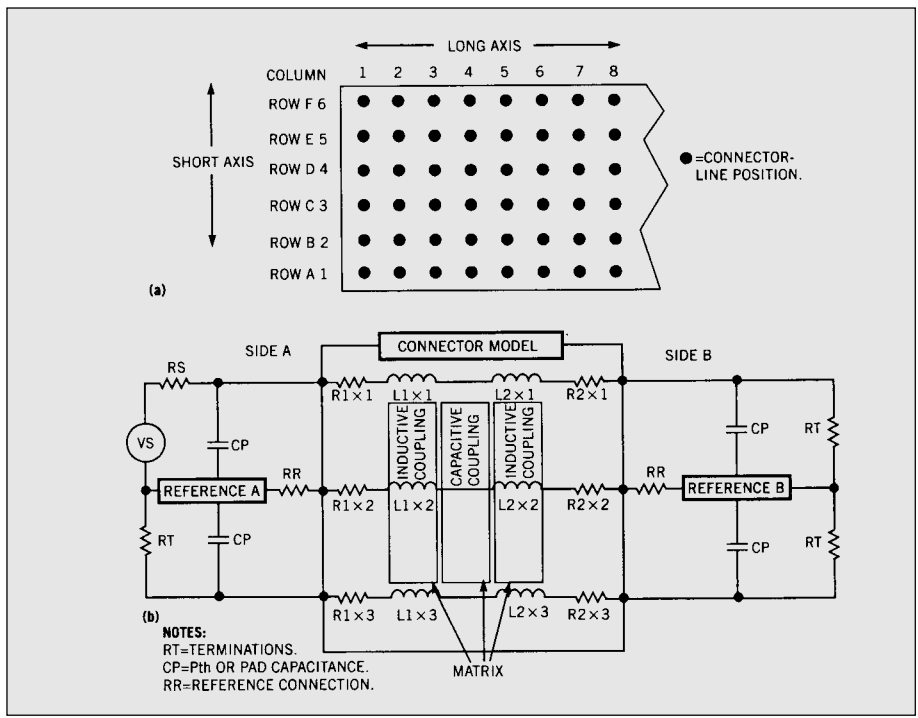 LONG AXIS
COLUMN 1 2 3 4 5 6 7 8
ROW F 6
ROW E 5
SHORT AXIS
ROW D 4
●=CONNECTOR-
LINE POSITION.
ROW C 3
ROW B 2
ROW A 1
(a)
SIDE A
CONNECTOR MODEL
SIDE B
RS
R1×1
L1×1
L2×1
R2×1
VS
CP
INDUCTIVE
COUPLING
CAPACITIVE
COUPLING
INDUCTIVE
COUPLING
CP
RT
REFERENCE A
RR
R1×2
L1×2
L2×2
R2×2
RR
REFERENCE B
RT
CP
CP
RT
R1×3
L1×3
L2×3
R2×3
(b)
MATRIX
NOTES:
RT=TERMINATIONS.
CP=Pth OR PAD CAPACITANCE.
RR=REFERENCE CONNECTION.